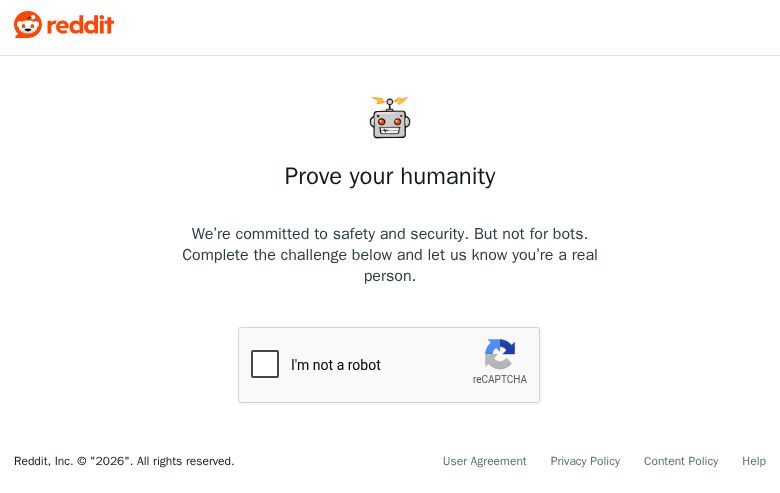 reddit
Prove your humanity
We’re committed to safety and security. But not for bots.
Complete the challenge below and let us know you’re a real
person.
I'm not a robot
reCAPTCHA
Reddit, Inc. © "2026". All rights reserved.
User Agreement
Privacy Policy
Content Policy
Help